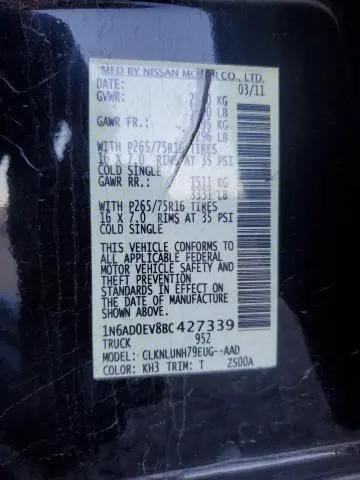 MFD BY NISSAN MOTOR CO., LTD.
DATE: 03/11
GVWR: KG
LB
GAWR FR.: KG
LB
WITH P265/75R16 TIRES
16 X 7.0 RIMS AT 35 PSI
COLD SINGLE
GAWR RR.: 1511 KG
3331 LB
WITH P265/75R16 TIRES
16 X 7.0 RIMS AT 35 PSI
COLD SINGLE
THIS VEHICLE CONFORMS TO
ALL APPLICABLE FEDERAL
MOTOR VEHICLE SAFETY AND
AND THEFT PREVENTION
STANDARDS IN EFFECT ON
THE DATE OF MANUFACTURE
SHOWN ABOVE.
1N6AD0EV8BC427339
TRUCK 9S2
MODEL: CLKNLUNH79EUG--AAD
COLOR: KH3 TRIM: T ZS00A